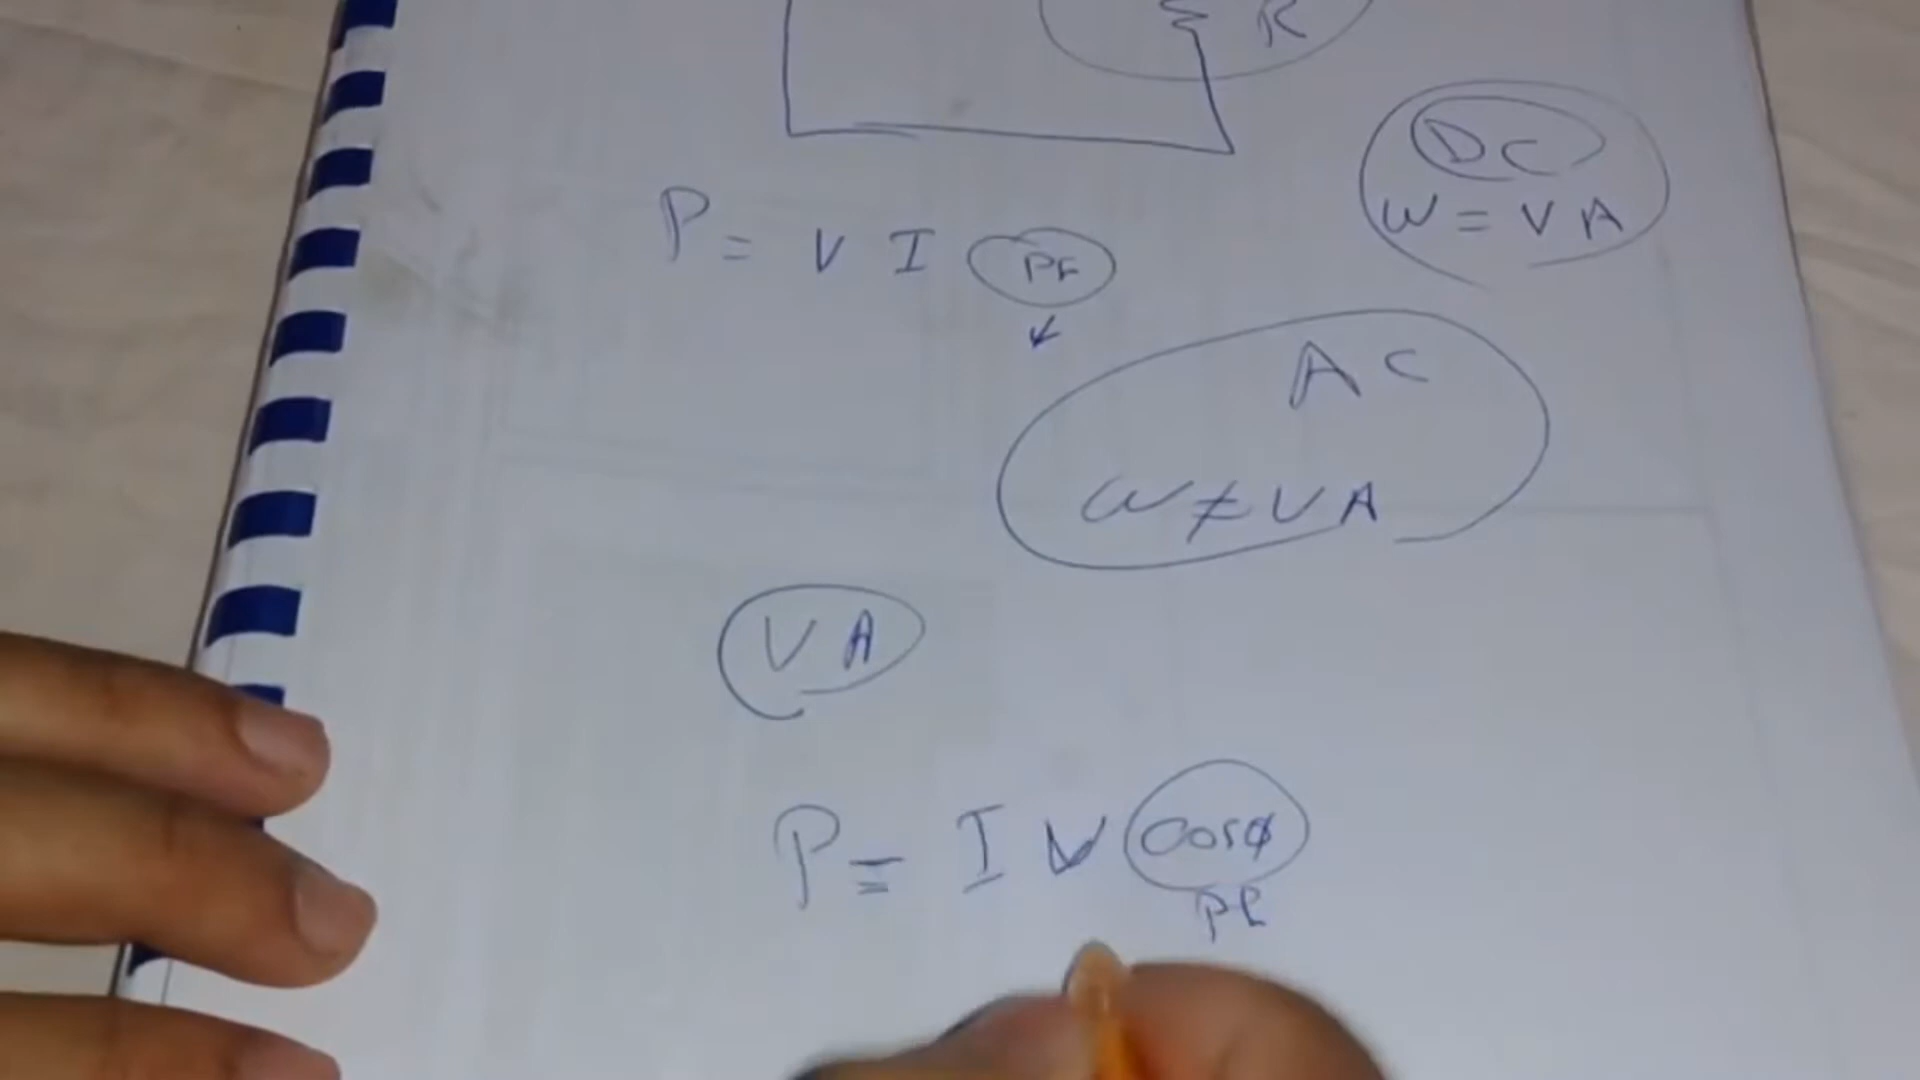 R
DC
W = VA
P = V I PF
AC
W ≠ VA
VA
P = I V cosϕ
PF